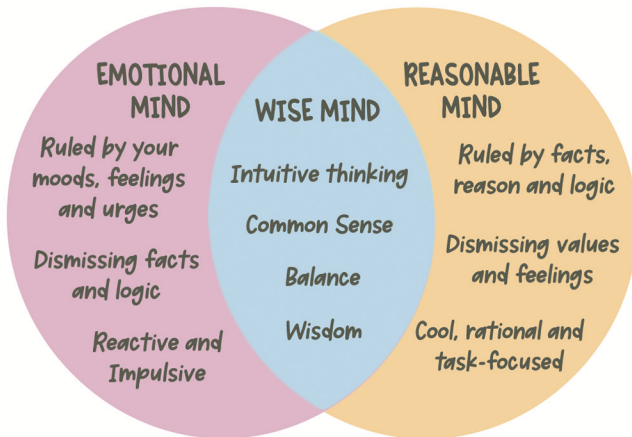 EMOTIONAL
MIND
Ruled by your
moods, feelings
and urges
Dismissing facts
and logic
Reactive and
Impulsive
WISE MIND
Intuitive thinking
Common Sense
Balance
Wisdom
REASONABLE
MIND
Ruled by facts,
reason and logic
Dismissing values
and feelings
Cool, rational and
task-focused